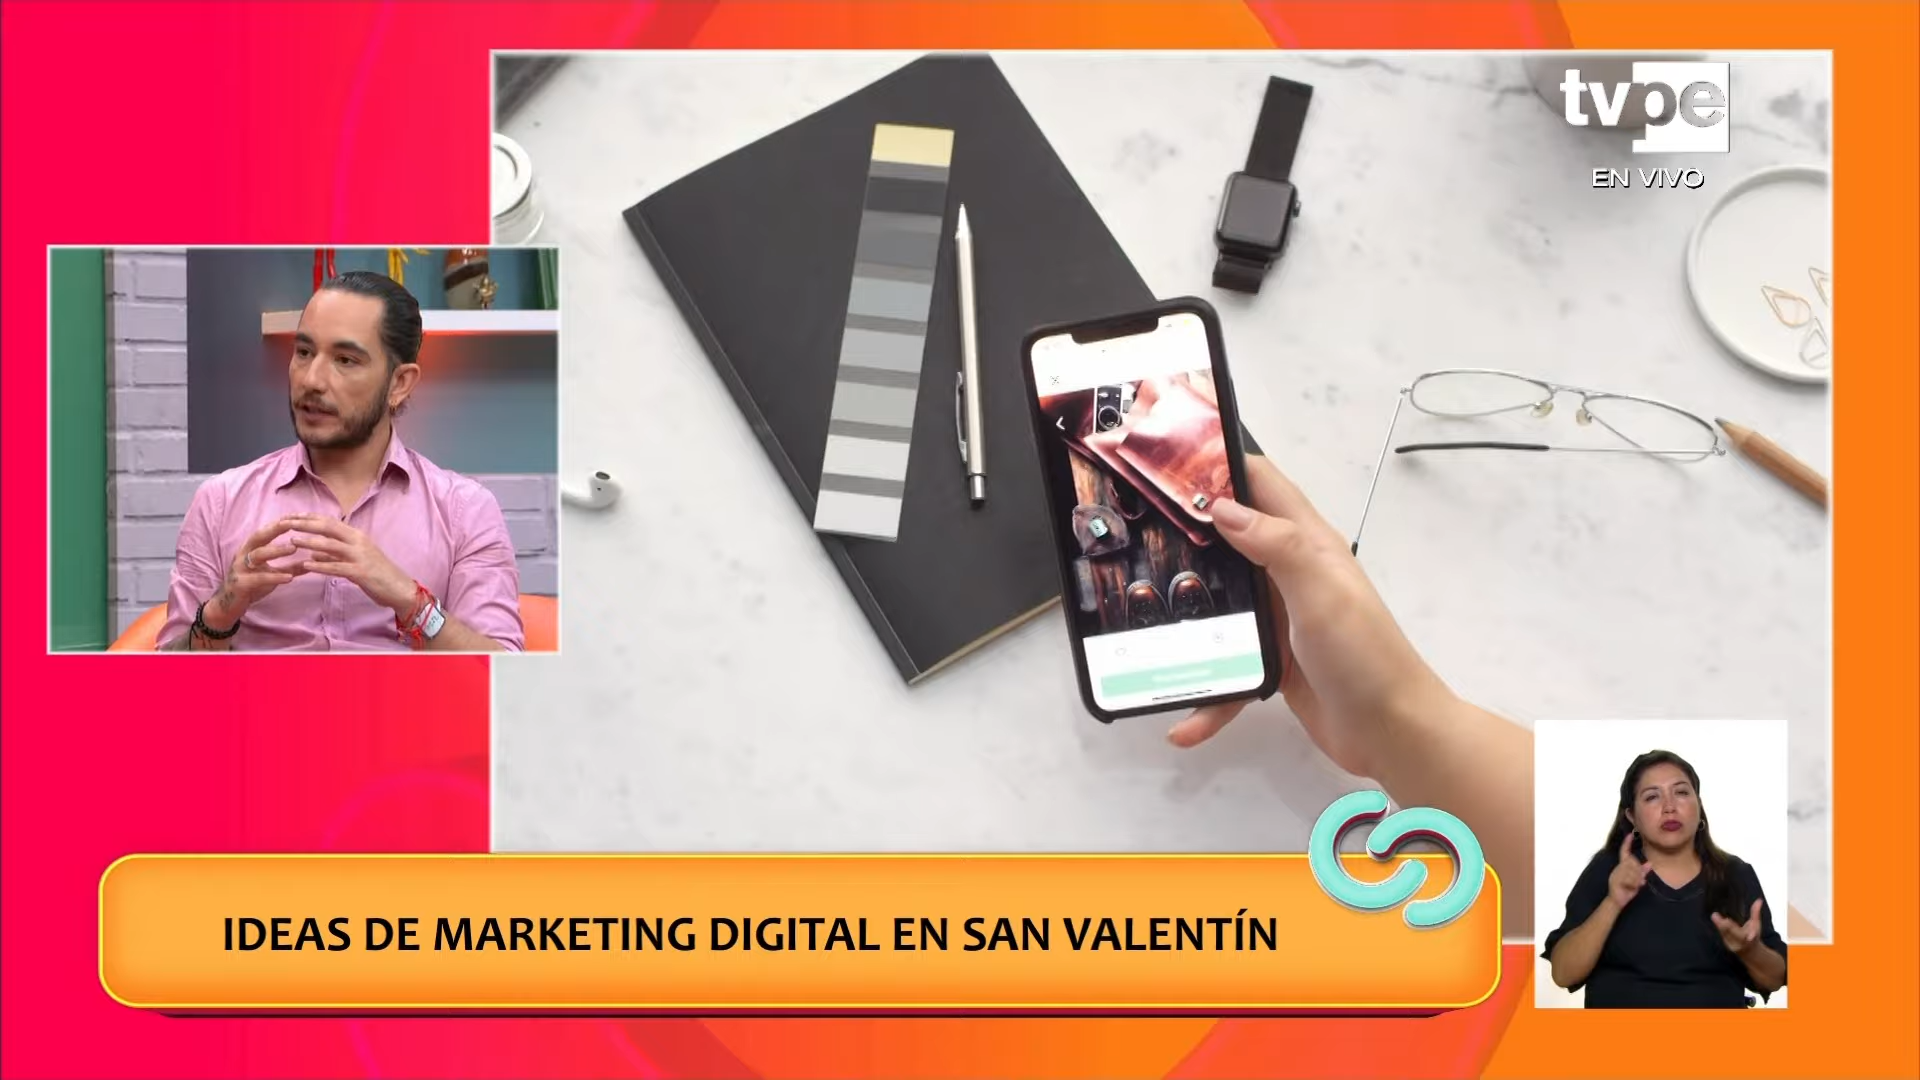 tvpe
EN VIVO
IDEAS DE MARKETING DIGITAL EN SAN VALENTÍN